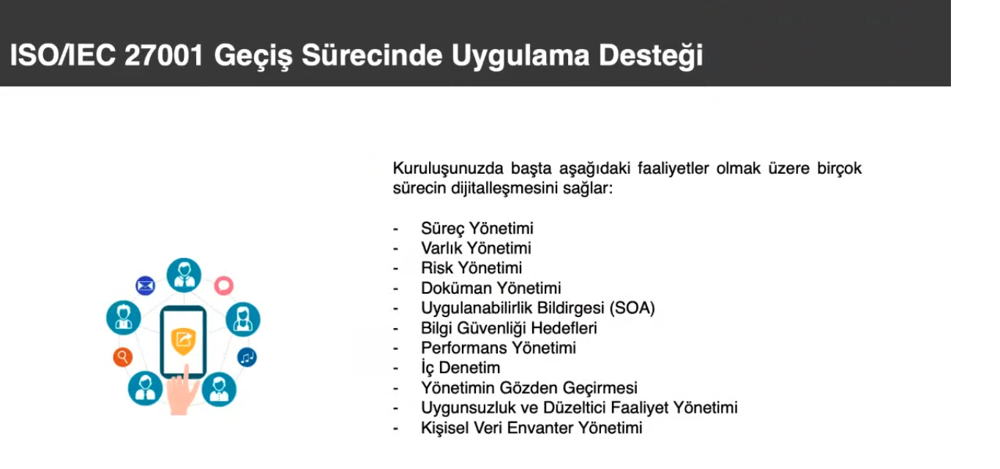 ISO/IEC 27001 Geçiş Sürecinde Uygulama Desteği
Kuruluşunuzda başta aşağıdaki faaliyetler olmak üzere birçok
sürecin dijitalleşmesini sağlar:
- Süreç Yönetimi
- Varlık Yönetimi
- Risk Yönetimi
- Doküman Yönetimi
- Uygulanabilirlik Bildirgesi (SOA)
- Bilgi Güvenliği Hedefleri
- Performans Yönetimi
- İç Denetim
- Yönetimin Gözden Geçirmesi
- Uygunsuzluk ve Düzeltici Faaliyet Yönetimi
- Kişisel Veri Envanter Yönetimi